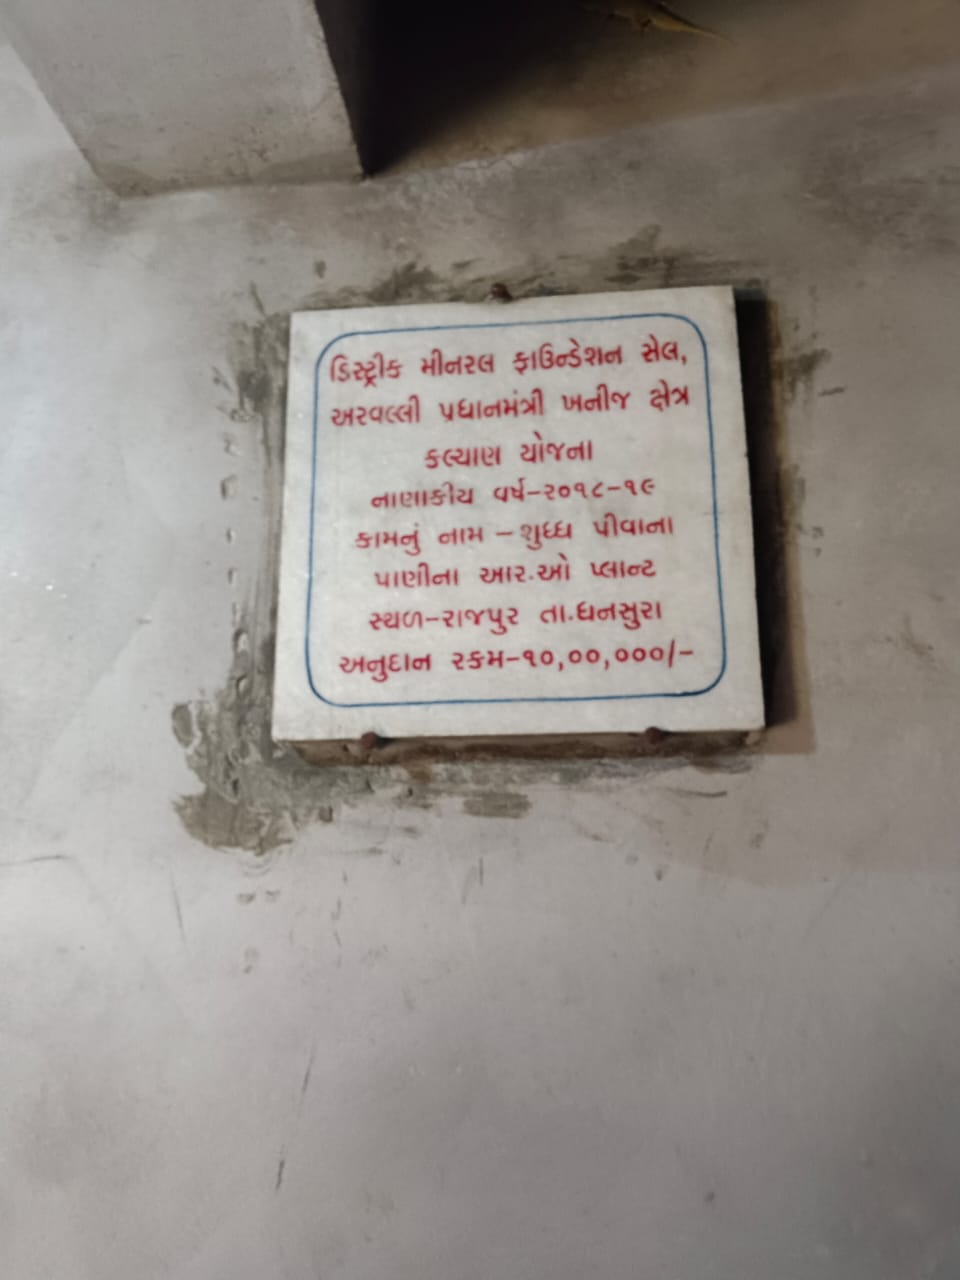 ડિસ્ટ્રીક મીનરલ ફાઉન્ડેશન સેલ,
અરવલ્લી પ્રધાનમંત્રી ખનીજ ક્ષેત્ર
કલ્યાણ યોજના
નાણાકીય વર્ષ-૨૦૧૮-૧૯
કામનું નામ - શુધ્ધ પીવાના
પાણીના આર.ઓ પ્લાન્ટ
સ્થળ-રાજપુર તા.ધનસુરા
અનુદાન રકમ-૧૦,૦૦,૦૦૦/-